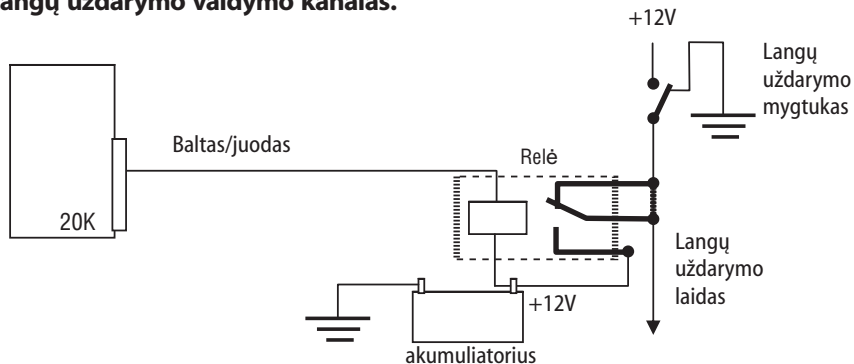 langų uždarymo valdymo kanalas.
+12V
Langų
uždarymo
mygtukas
Baltas/juodas
Relė
20K
Langų
uždarymo
laidas
+12V
akumuliatorius